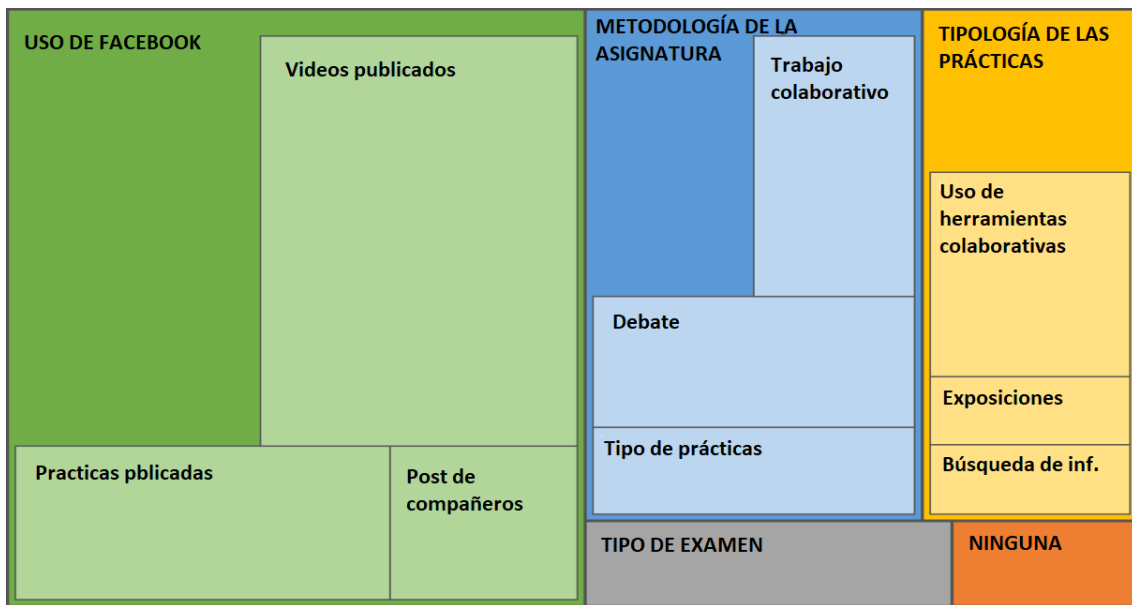 USO DE FACEBOOK
Videos publicados
Practicas pblicadas
Post de
compañeros
METODOLOGÍA DE LA
ASIGNATURA
Trabajo
colaborativo
Debate
Tipo de prácticas
TIPOLOGÍA DE LAS
PRÁCTICAS
Uso de
herramientas
colaborativas
Exposiciones
Búsqueda de inf.
TIPO DE EXAMEN
NINGUNA